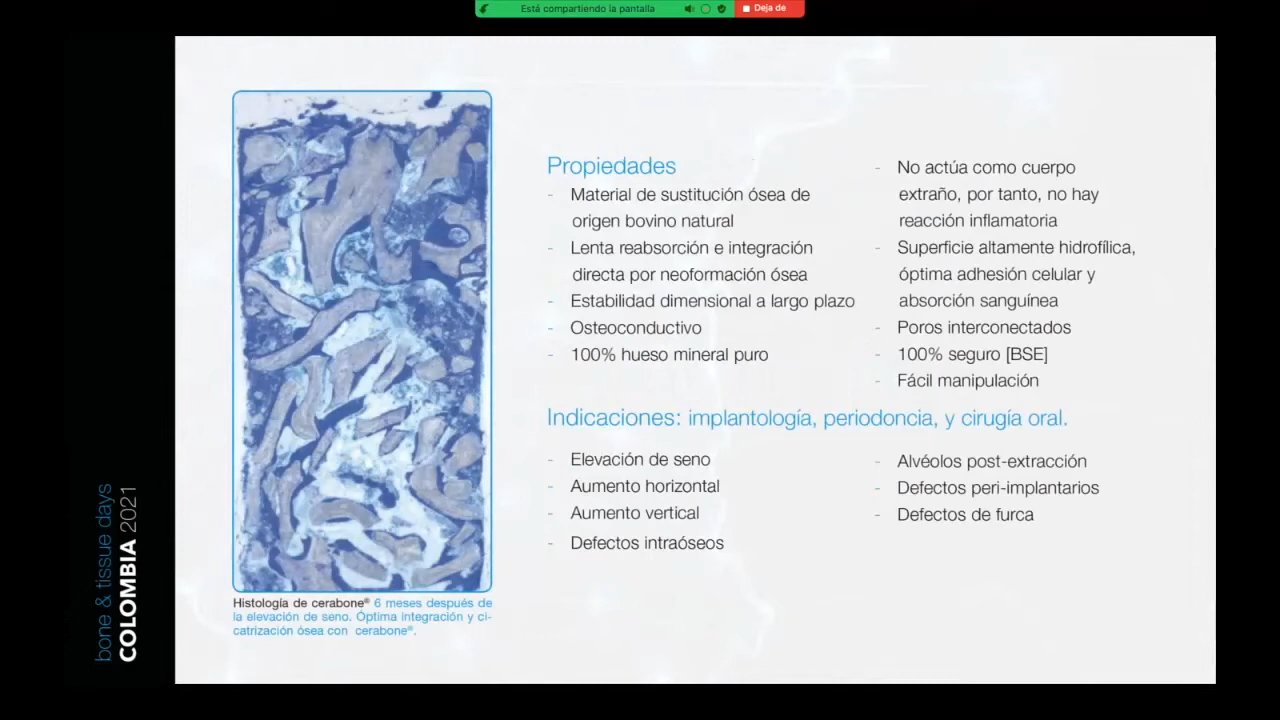 Está compartiendo la pantalla
Deja de
Propiedades
- Material de sustitución ósea de
origen bovino natural
- Lenta reabsorción e integración
directa por neoformación ósea
- Estabilidad dimensional a largo plazo
- Osteoconductivo
- 100% hueso mineral puro
- No actúa como cuerpo
extraño, por tanto, no hay
reacción inflamatoria
- Superficie altamente hidrofílica,
óptima adhesión celular y
absorción sanguínea
- Poros interconectados
- 100% seguro [BSE]
- Fácil manipulación
Indicaciones: implantología, periodoncia, y cirugía oral.
- Elevación de seno
- Aumento horizontal
- Aumento vertical
- Defectos intraóseos
- Alvéolos post-extracción
- Defectos peri-implantarios
- Defectos de furca
Histología de cerabone® 6 meses después de
la elevación de seno. Óptima integración y ci-
catrización ósea con cerabone®.
bone & tissue days
COLOMBIA 2021